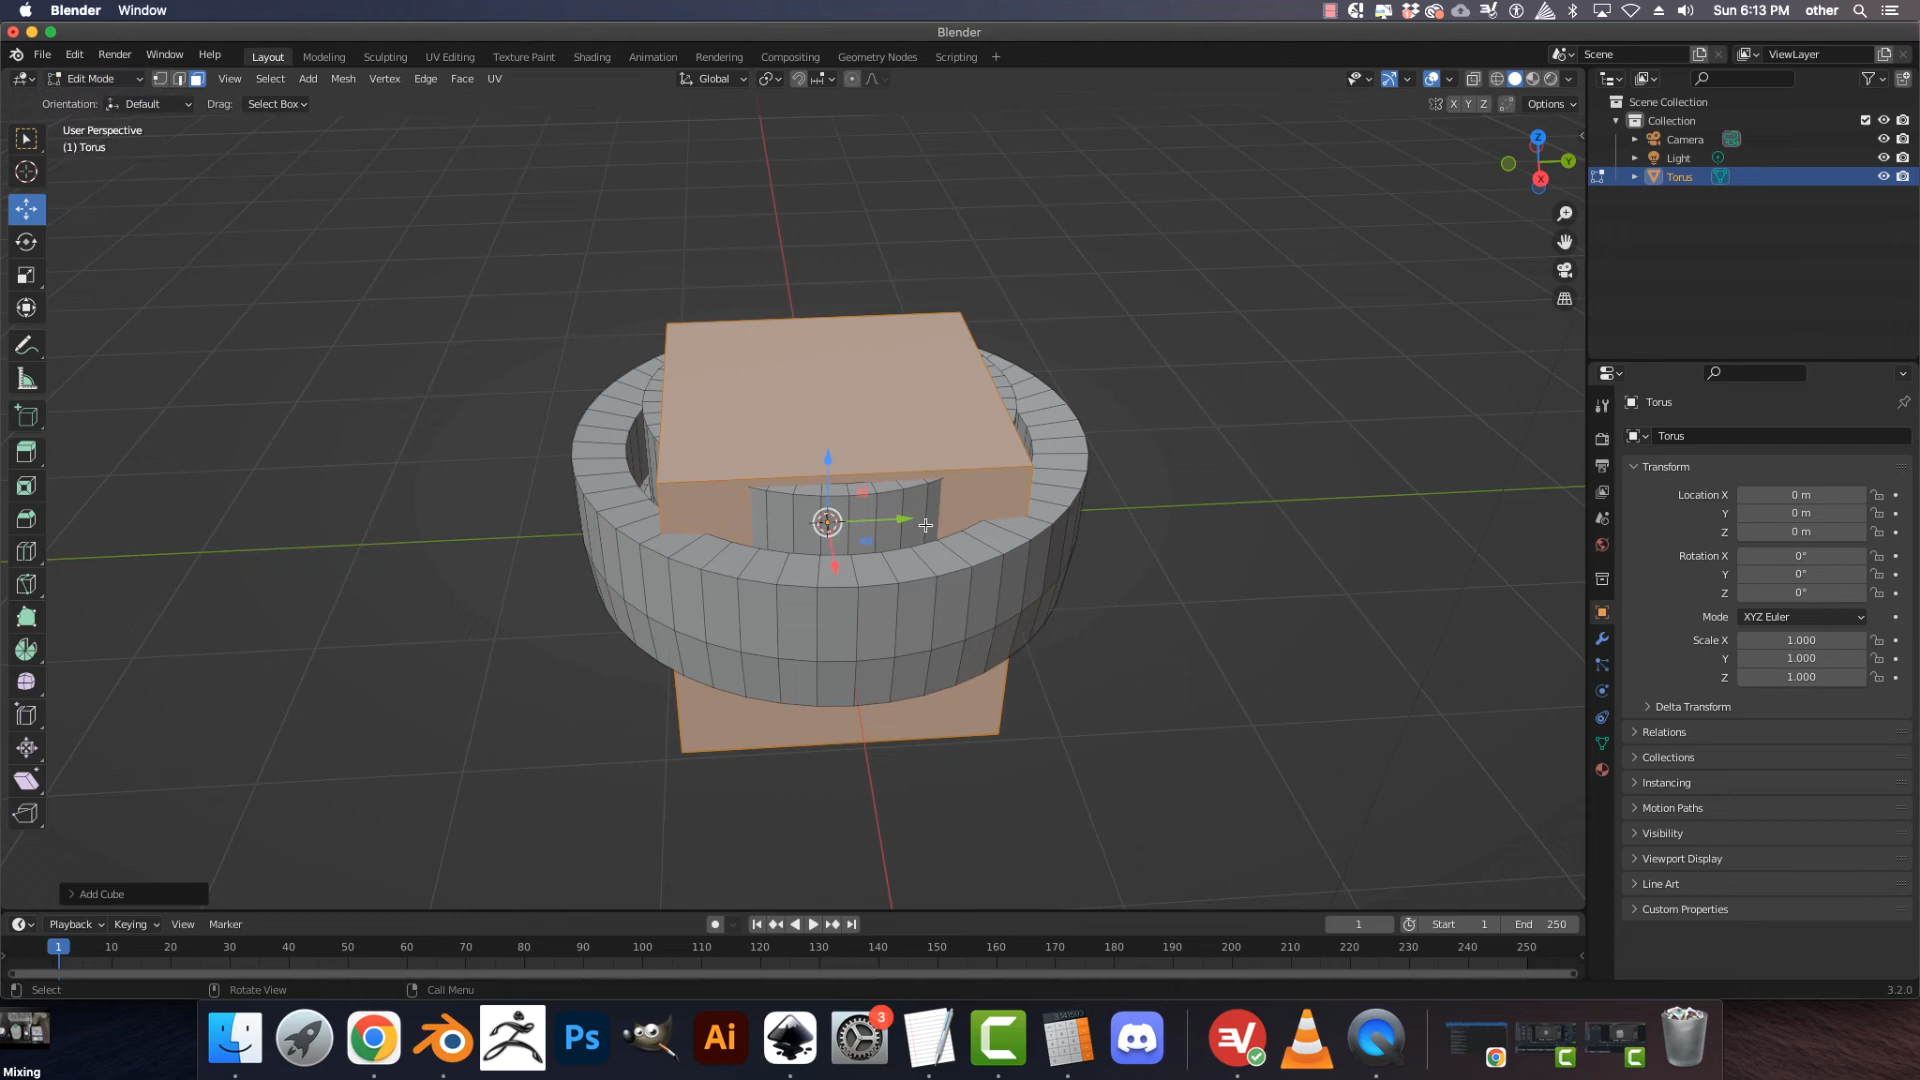 Blender Window Sun 6:13 PM other
Blender
File Edit Render Window Help Layout Modeling Sculpting UV Editing Texture Paint Shading Animation Rendering Compositing Geometry Nodes Scripting + Scene ViewLayer
Edit Mode View Select Add Mesh Vertex Edge Face UV Global
Orientation: Default Drag: Select Box X Y Z Options
User Perspective
(1) Torus
Z
Y
X
Scene Collection
Collection
Camera
Light
Torus
Torus
Torus
Transform
Location X 0 m
Y 0 m
Z 0 m
Rotation X 0°
Y 0°
Z 0°
Mode XYZ Euler
Scale X 1.000
Y 1.000
Z 1.000
Delta Transform
Relations
Collections
Instancing
Motion Paths
Visibility
Viewport Display
Line Art
Custom Properties
Add Cube
Playback Keying View Marker 1 Start 1 End 250
1 10 20 30 40 50 60 70 80 90 100 110 120 130 140 150 160 170 180 190 200 210 220 230 240 250
Select Rotate View Call Menu 3.2.0
Ps Ai 3 3.141593
Mixing